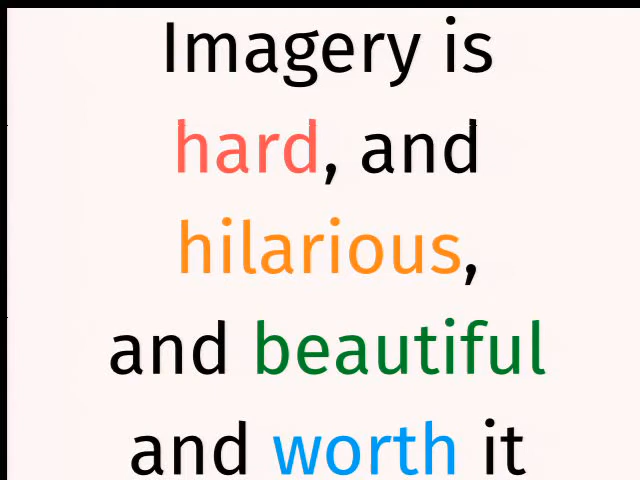 Imagery is
hard, and
hilarious,
and beautiful
and worth it